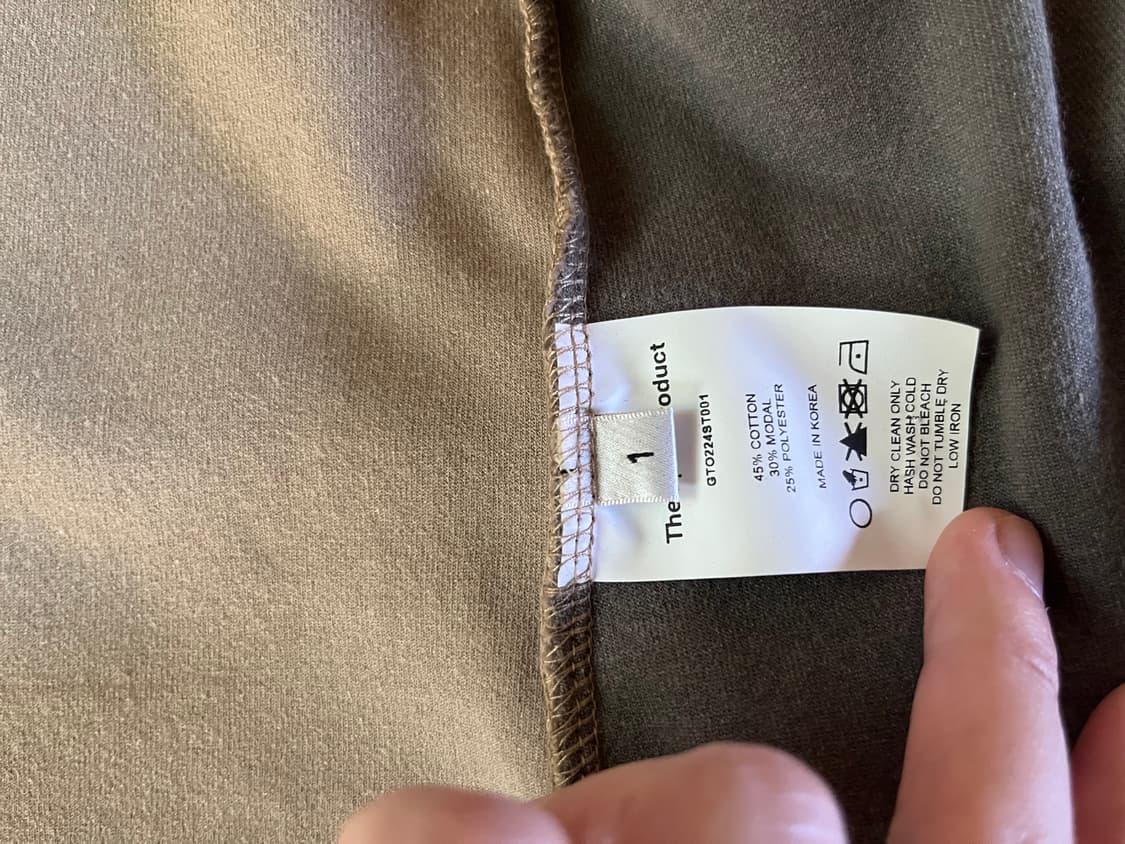 The
oduct
1
GTO224ST001
45% COTTON
30% MODAL
25% POLYESTER
MADE IN KOREA
DRY CLEAN ONLY
HASH WASH COLD
DO NOT BLEACH
DO NOT TUMBLE DRY
LOW IRON